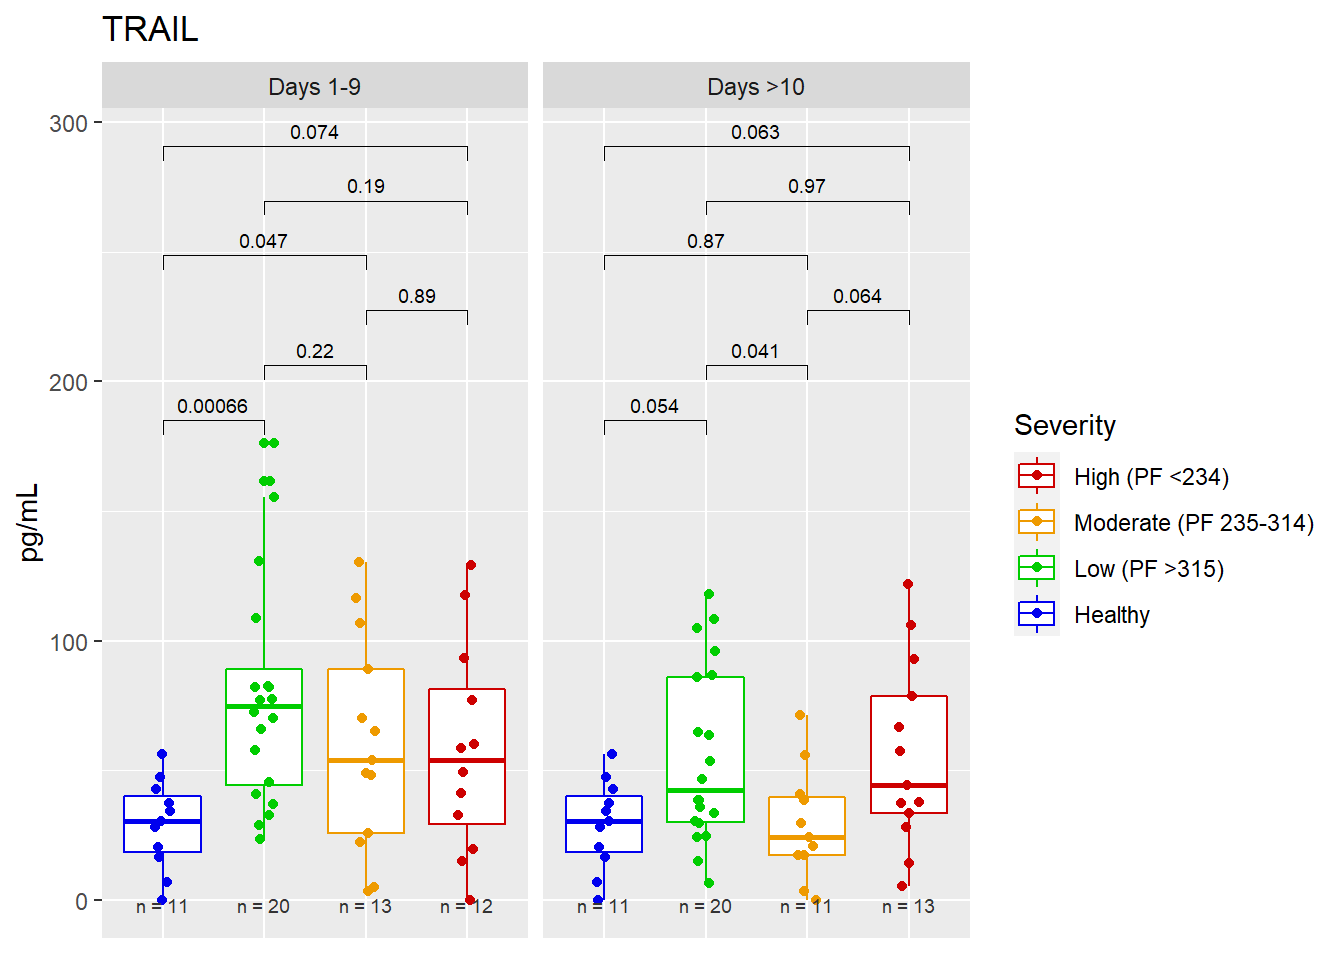 TRAIL
Days 1-9
Days >10
300
200
100
0
pg/mL
0.074
0.19
0.047
0.89
0.22
0.00066
0.063
0.97
0.87
0.064
0.041
0.054
n = 11
n = 20
n = 13
n = 12
n = 11
n = 20
n = 11
n = 13
Severity
High (PF <234)
Moderate (PF 235-314)
Low (PF >315)
Healthy